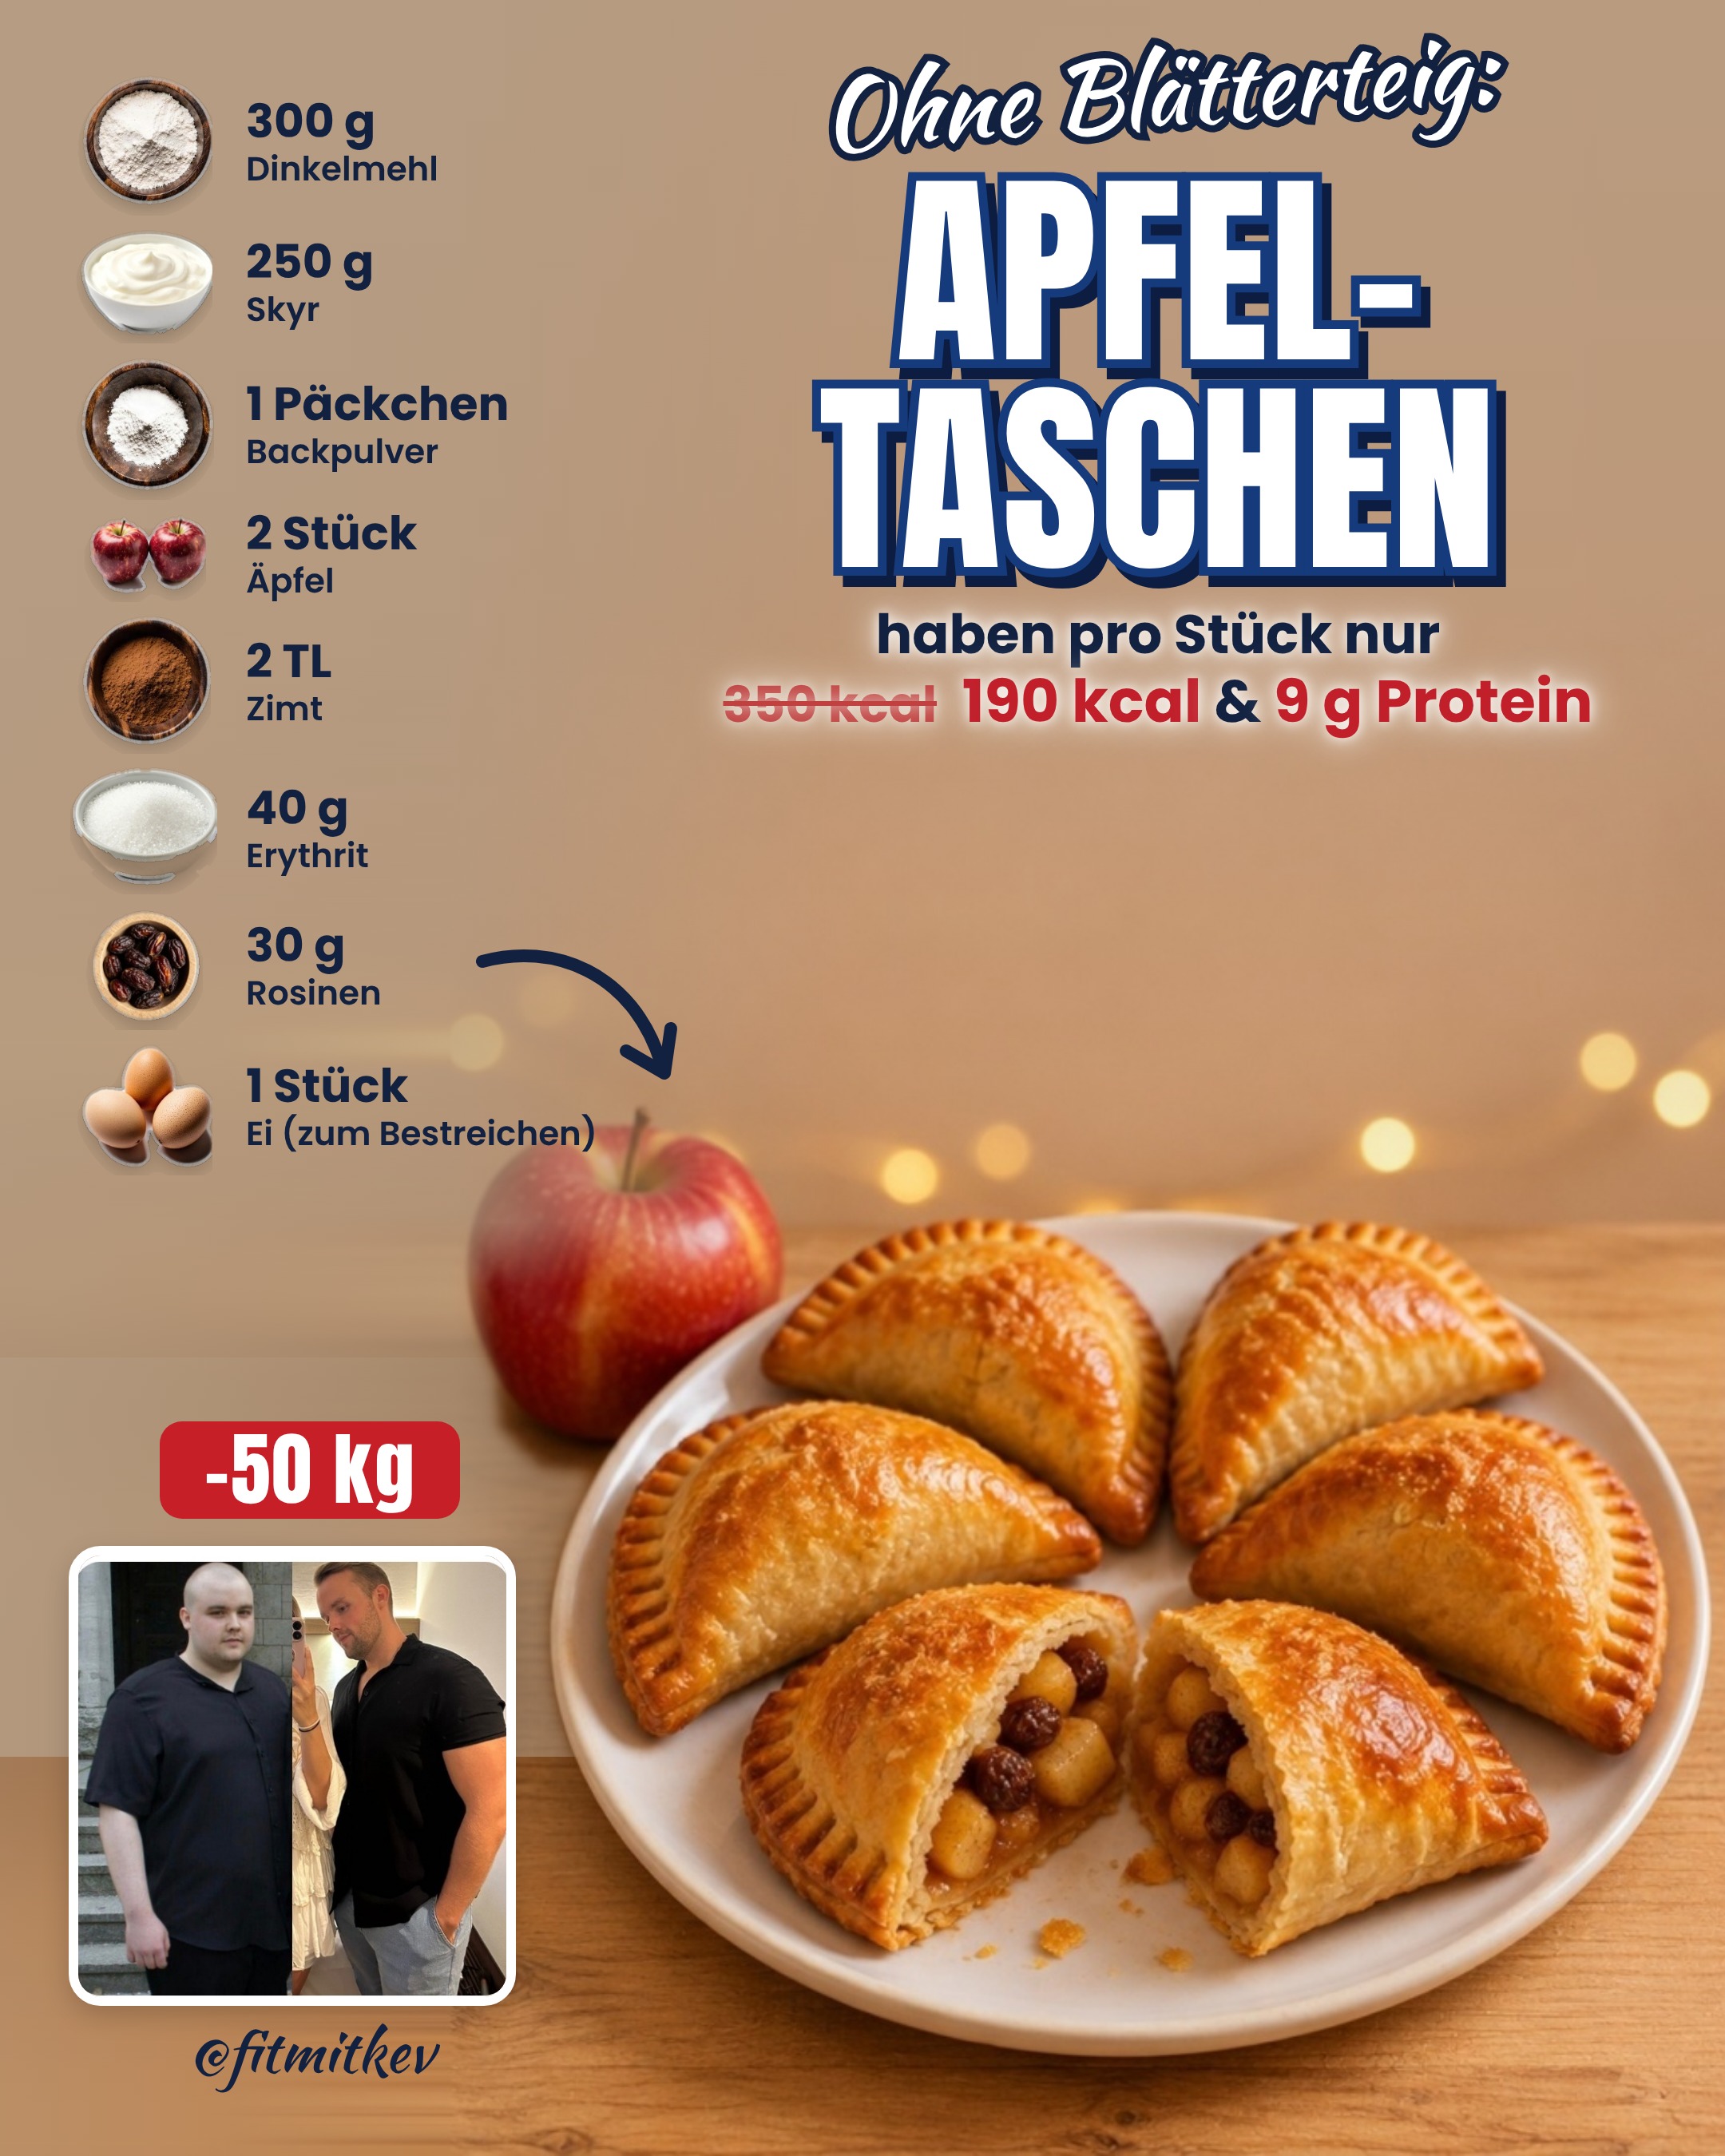 Ohne Blätterteig:
APFEL-
TASCHEN
haben pro Stück nur
350 kcal 190 kcal & 9 g Protein
300 g
Dinkelmehl
250 g
Skyr
1 Päckchen
Backpulver
2 Stück
Äpfel
2 TL
Zimt
40 g
Erythrit
30 g
Rosinen
1 Stück
Ei (zum Bestreichen)
-50 kg
@fitmitkev